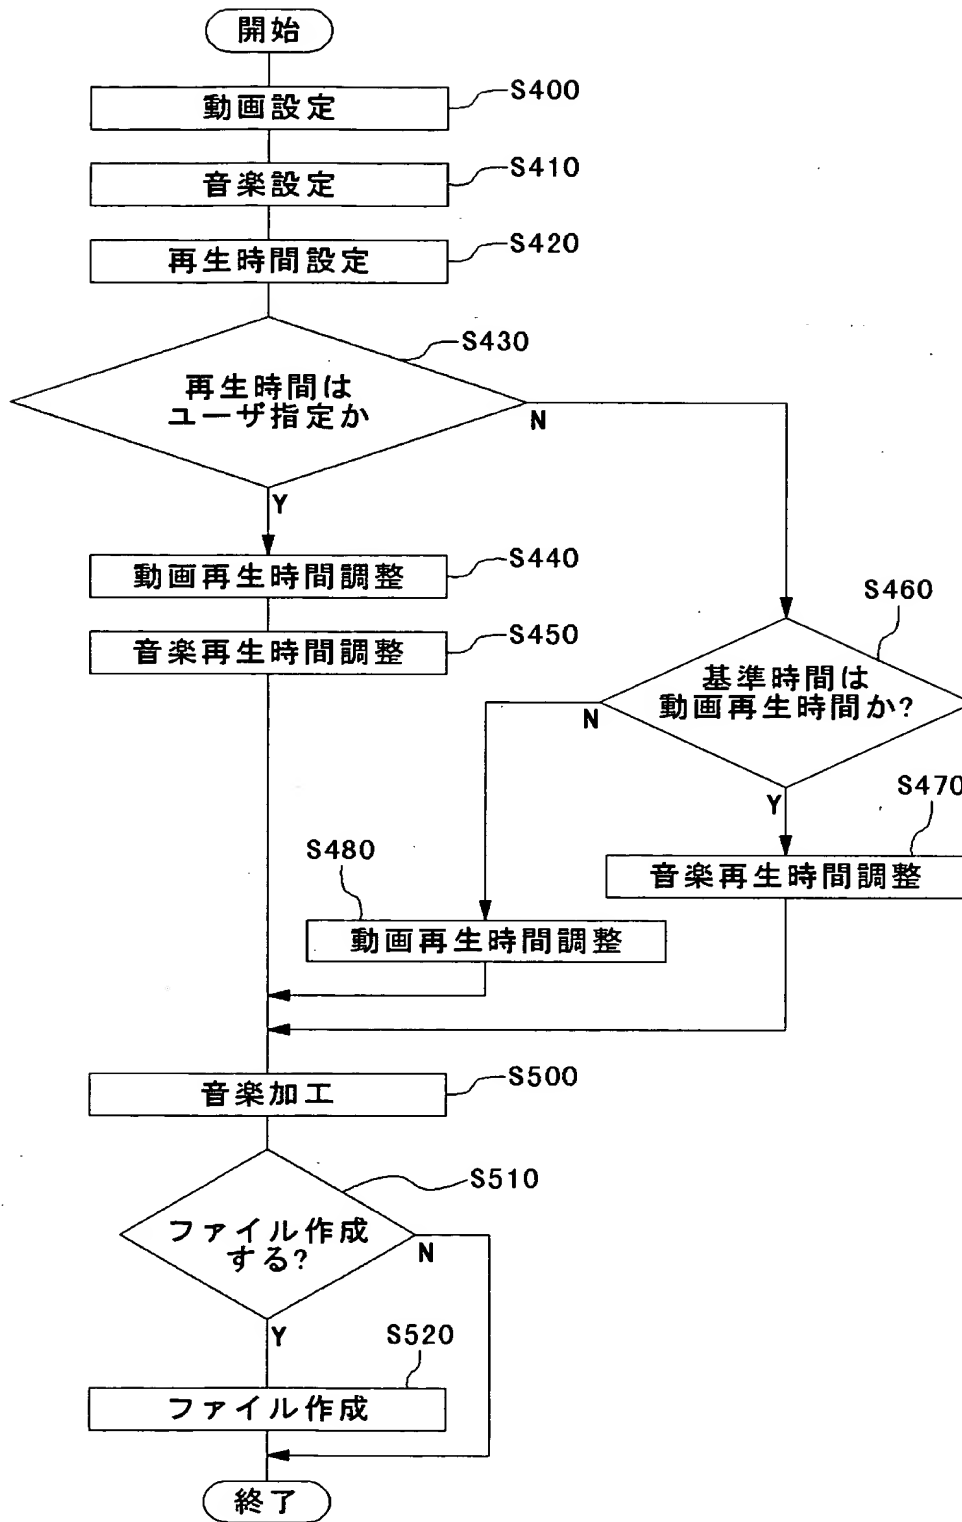 開始
動画設定
S400
音楽設定
S410
再生時間設定
S420
S430
再生時間は
ユーザ指定か
N
Y
動画再生時間調整
S440
音楽再生時間調整
S450
S460
基準時間は
動画再生時間か?
N
Y
S470
音楽再生時間調整
S480
動画再生時間調整
音楽加工
S500
S510
ファイル作成
する?
N
Y
S520
ファイル作成
終了